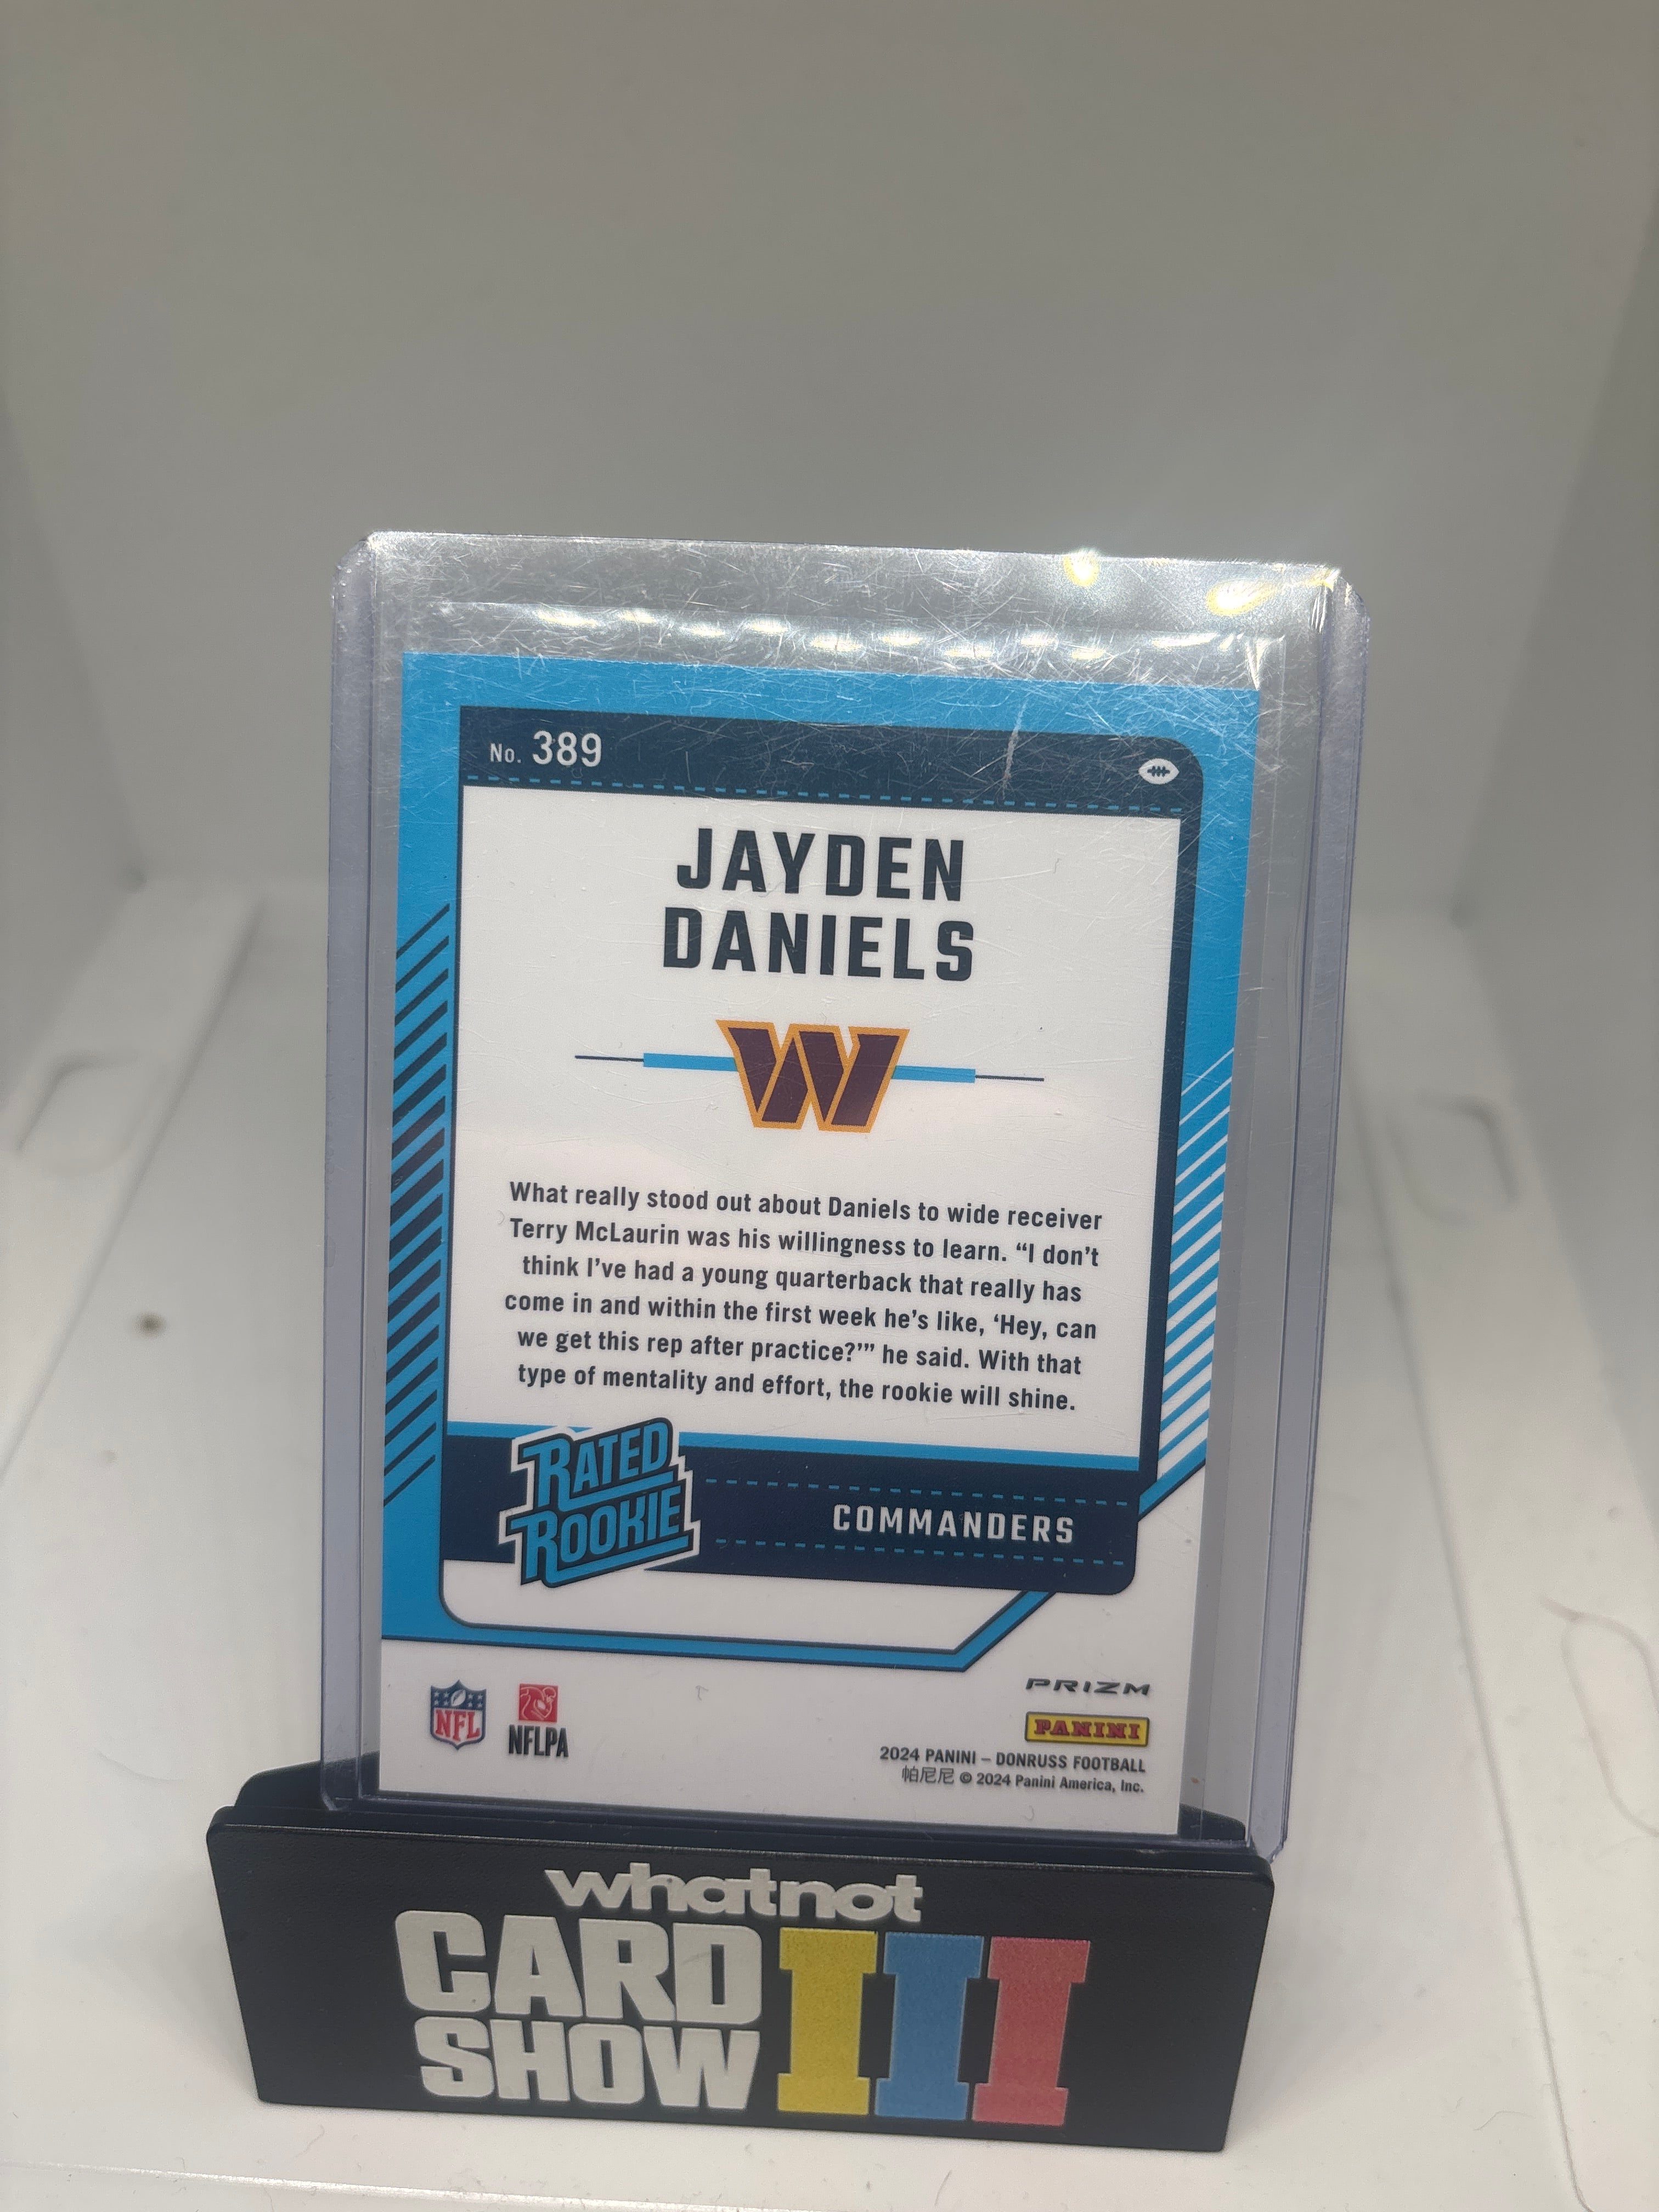 No. 389
JAYDEN
DANIELS
W
What really stood out about Daniels to wide receiver
Terry McLaurin was his willingness to learn. “I don’t
think I’ve had a young quarterback that really has
come in and within the first week he’s like, ‘Hey, can
we get this rep after practice?’” he said. With that
type of mentality and effort, the rookie will shine.
RATED
ROOKIE
COMMANDERS
NFL
NFLPA
PRIZM
PANINI
2024 PANINI – DONRUSS FOOTBALL
帕尼尼 © 2024 Panini America, Inc.
whatnot
CARD
SHOW
III